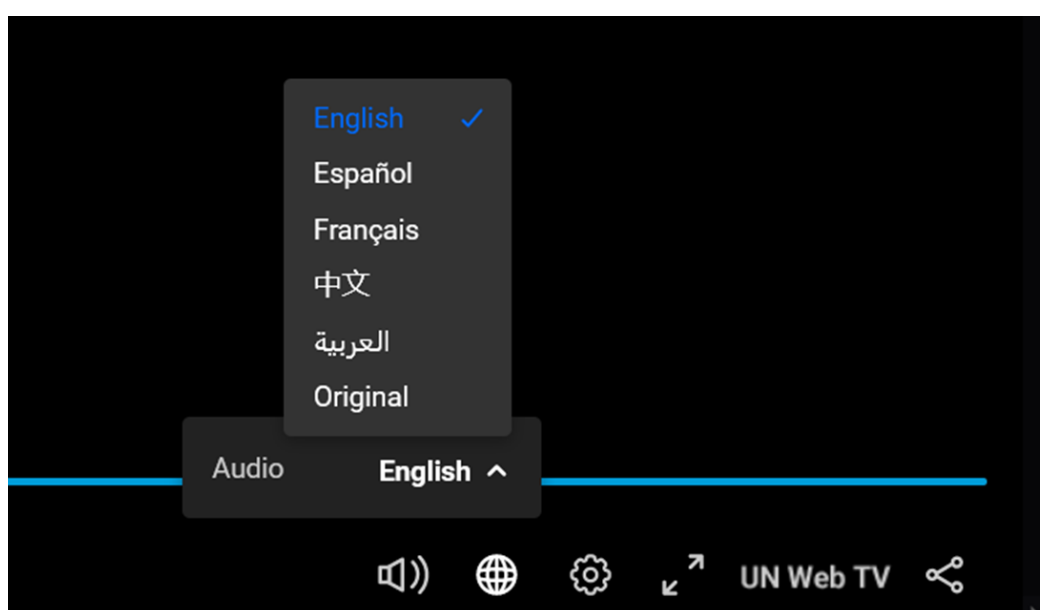 English
Español
Français
中文
العربية
Original
Audio English
UN Web TV